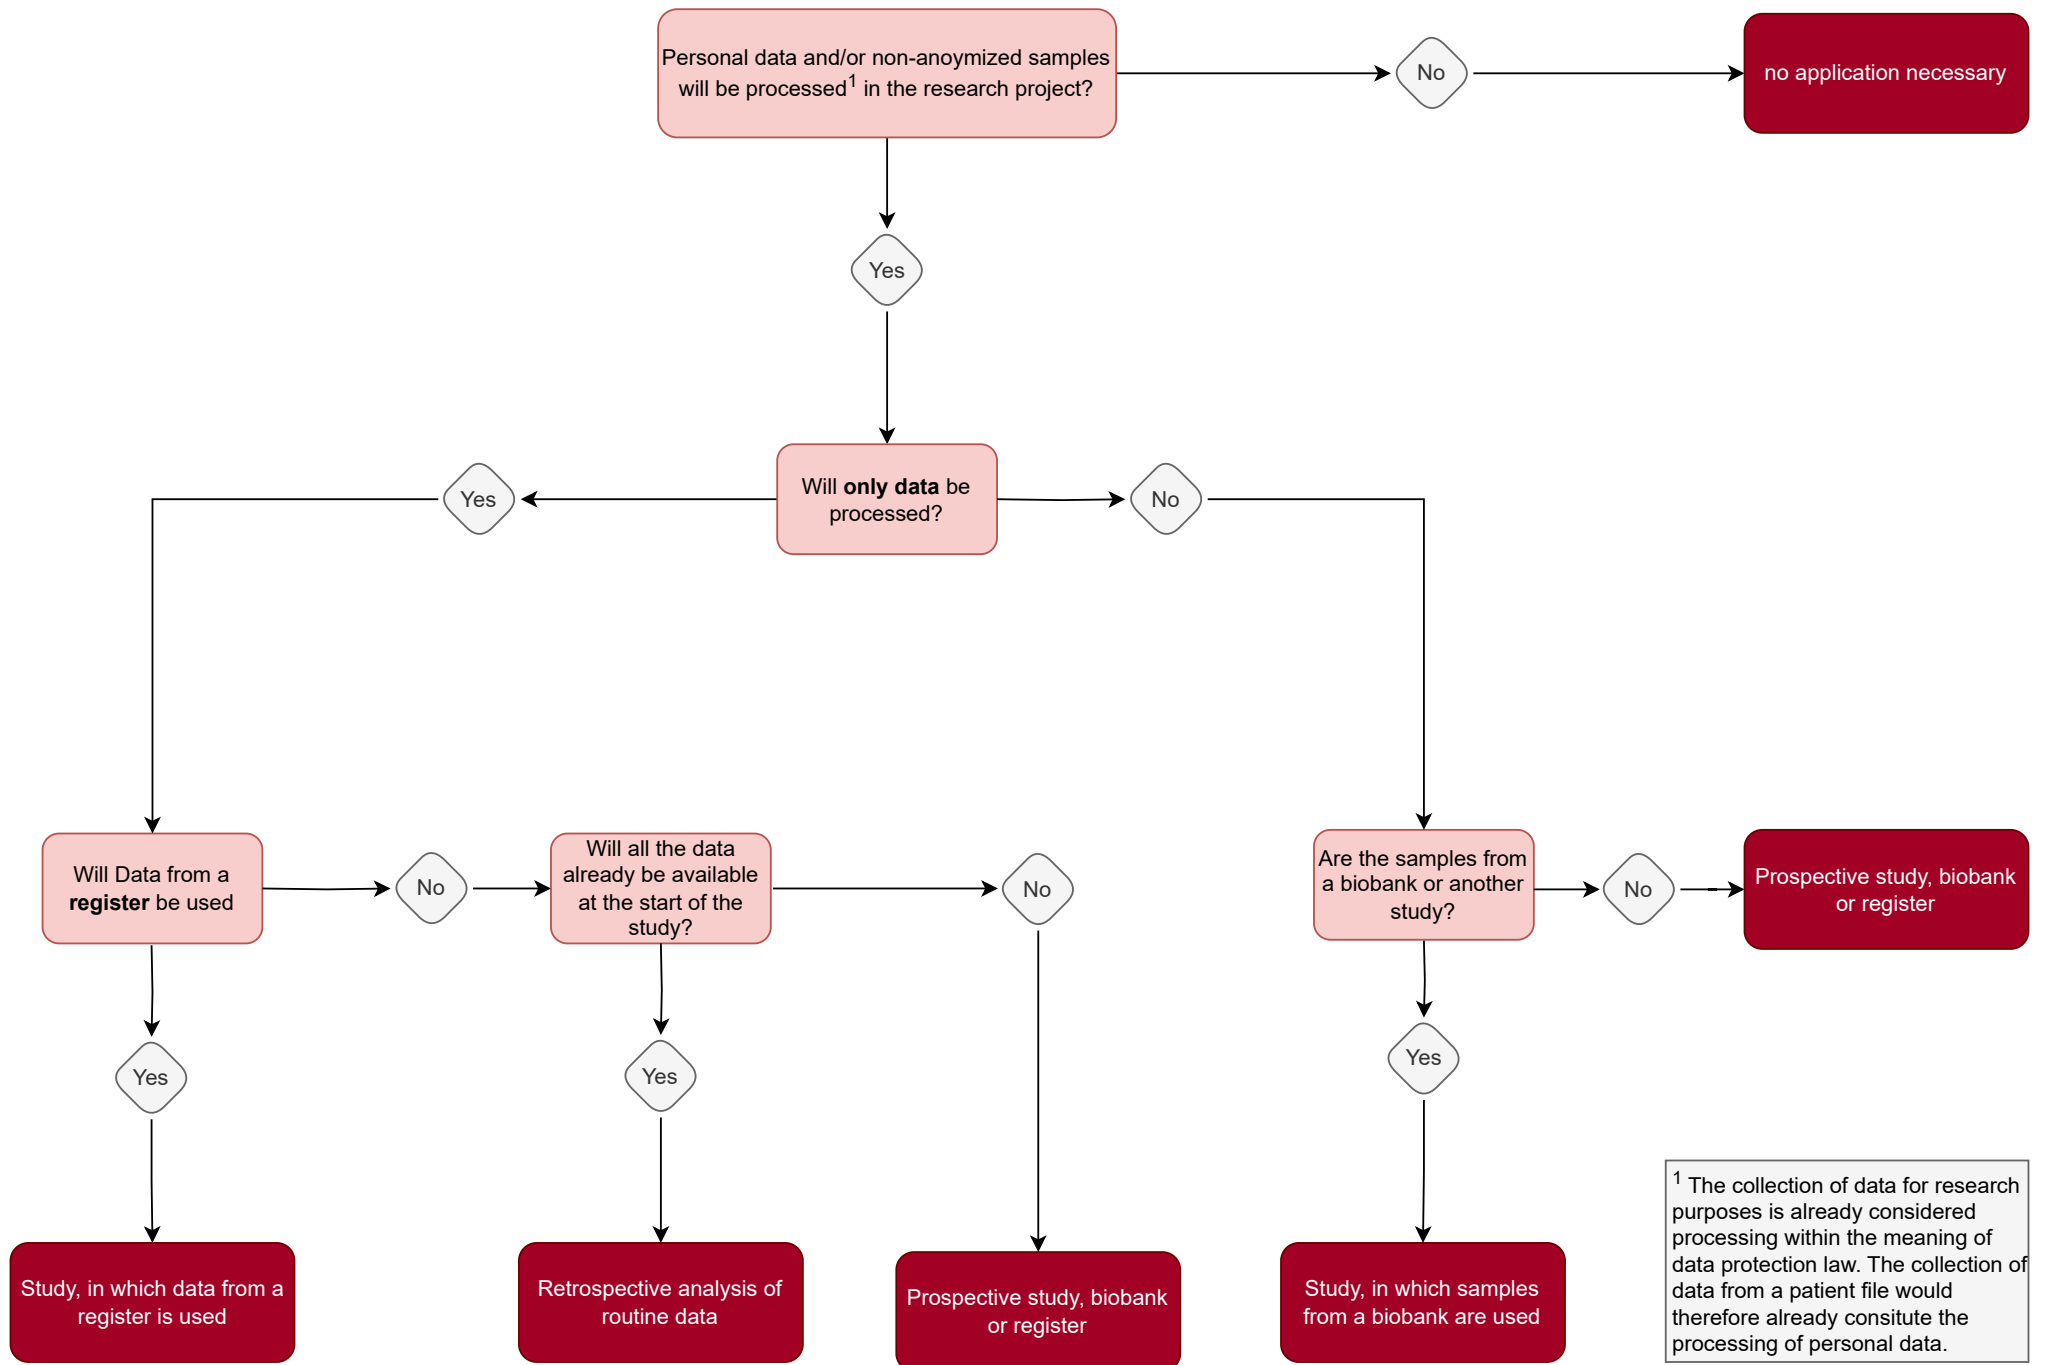 Personal data and/or non-anoymized samples
will be processed¹ in the research project?
No
no application necessary
Yes
Will only data be
processed?
Yes
No
Will Data from a
register be used
No
Will all the data
already be available
at the start of the
study?
No
Are the samples from
a biobank or another
study?
No
Prospective study, biobank
or register
Yes
Yes
Yes
Study, in which data from a
register is used
Retrospective analysis of
routine data
Prospective study, biobank
or register
Study, in which samples
from a biobank are used
¹ The collection of data for research
purposes is already considered
processing within the meaning of
data protection law. The collection of
data from a patient file would
therefore already consitute the
processing of personal data.